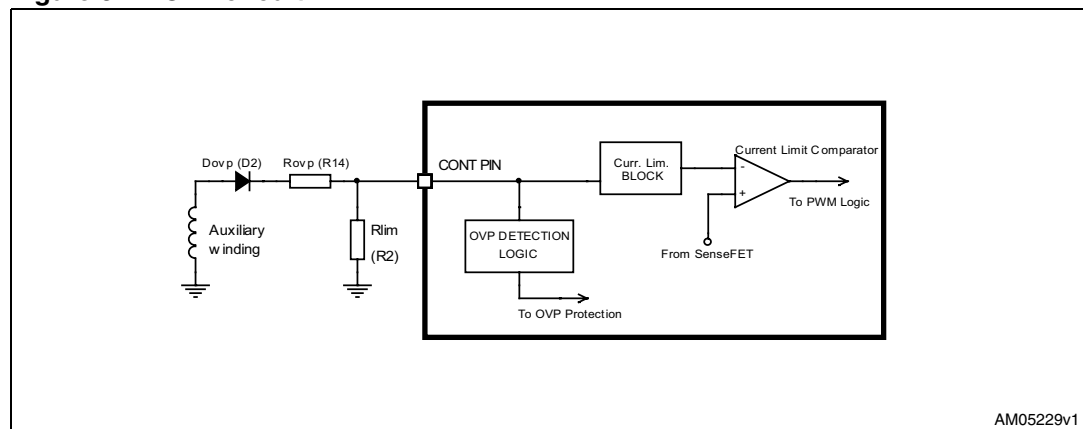 Dovp (D2)
Rovp (R14)
CONT PIN
Curr. Lim.
BLOCK
Current Limit Comparator
-
+
To PWM Logic
Auxiliary
winding
Rlim
(R2)
OVP DETECTION
LOGIC
From SenseFET
To OVP Protection
AM05229v1